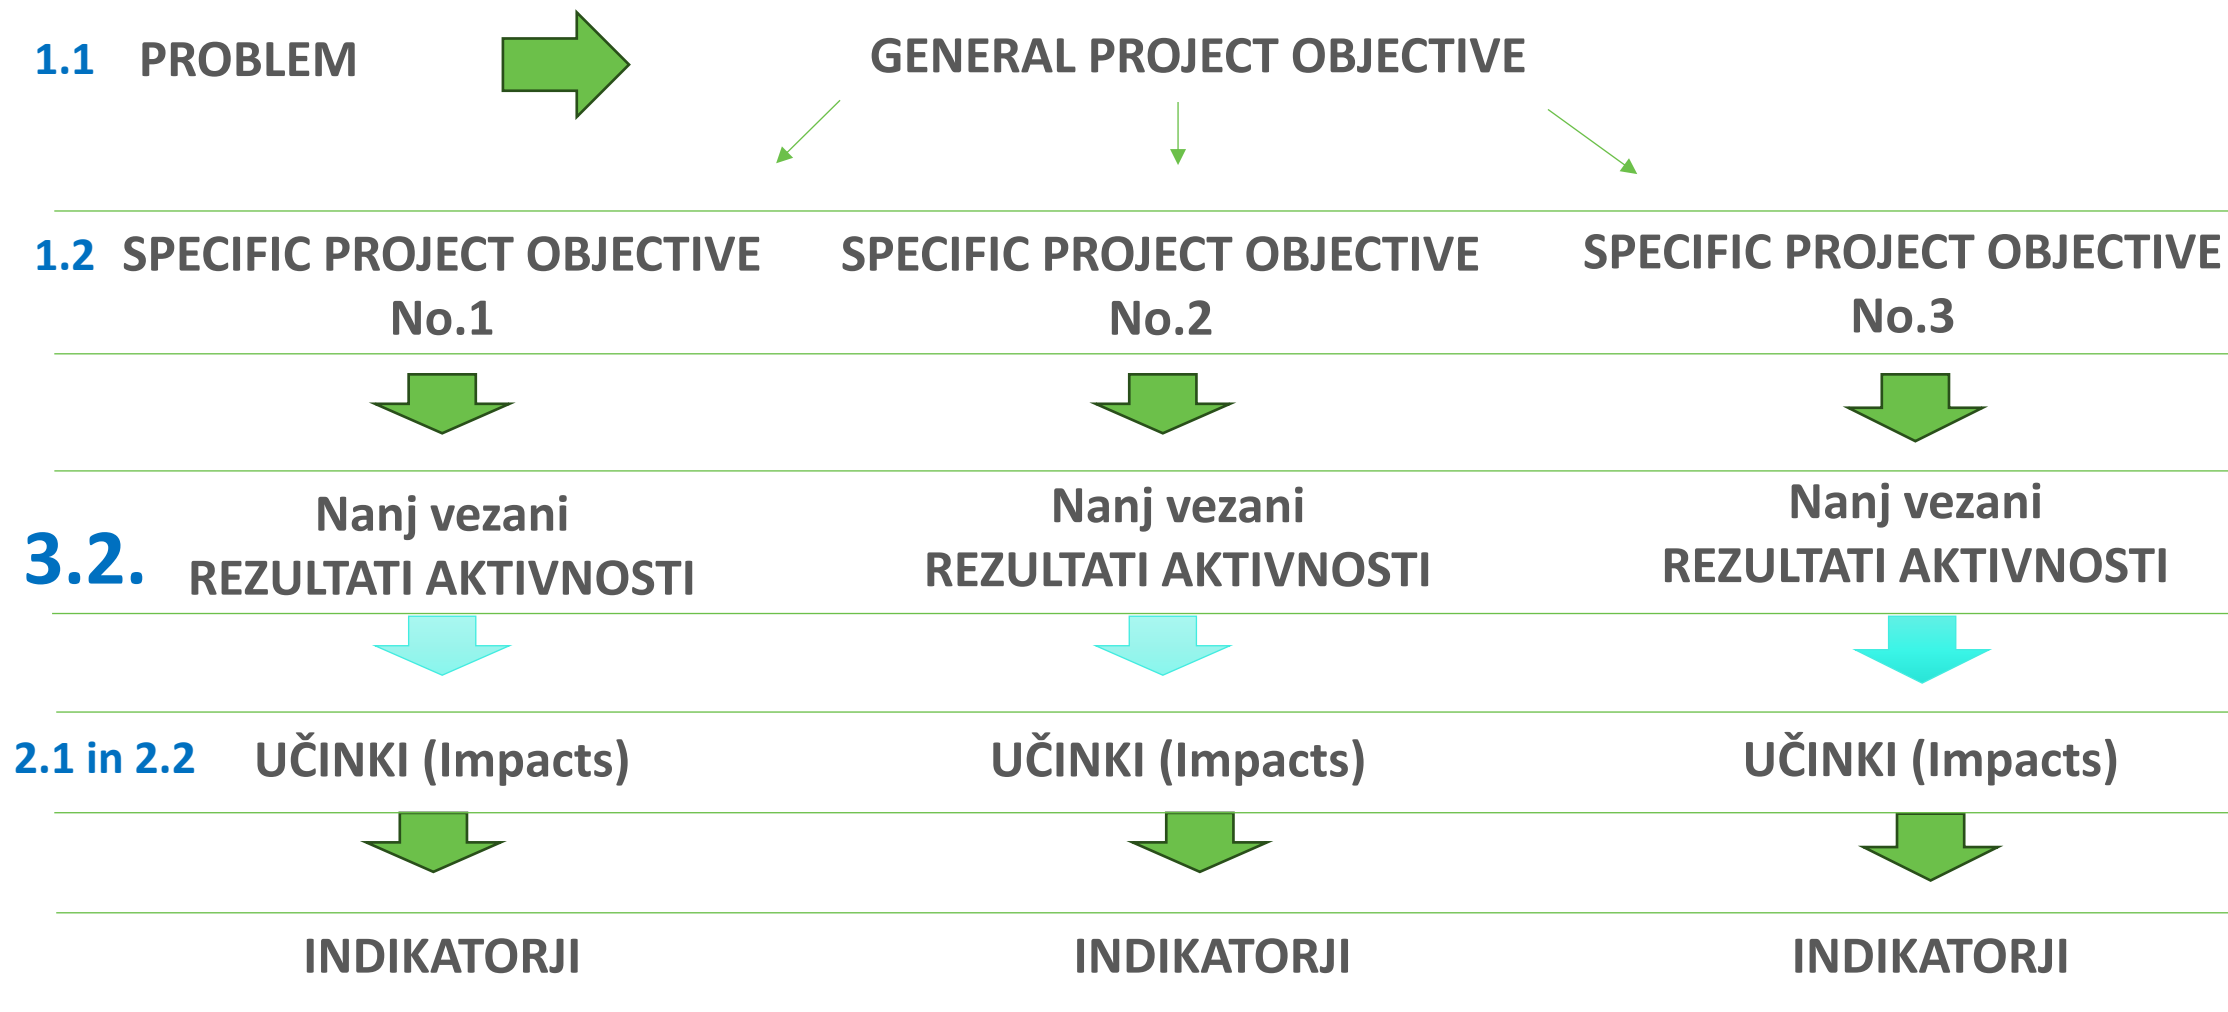 1.1 PROBLEM GENERAL PROJECT OBJECTIVE
1.2 SPECIFIC PROJECT OBJECTIVE
No.1
SPECIFIC PROJECT OBJECTIVE
No.2
SPECIFIC PROJECT OBJECTIVE
No.3
3.2.
Nanj vezani
REZULTATI AKTIVNOSTI
Nanj vezani
REZULTATI AKTIVNOSTI
Nanj vezani
REZULTATI AKTIVNOSTI
2.1 in 2.2 UČINKI (Impacts) UČINKI (Impacts) UČINKI (Impacts)
INDIKATORJI INDIKATORJI INDIKATORJI